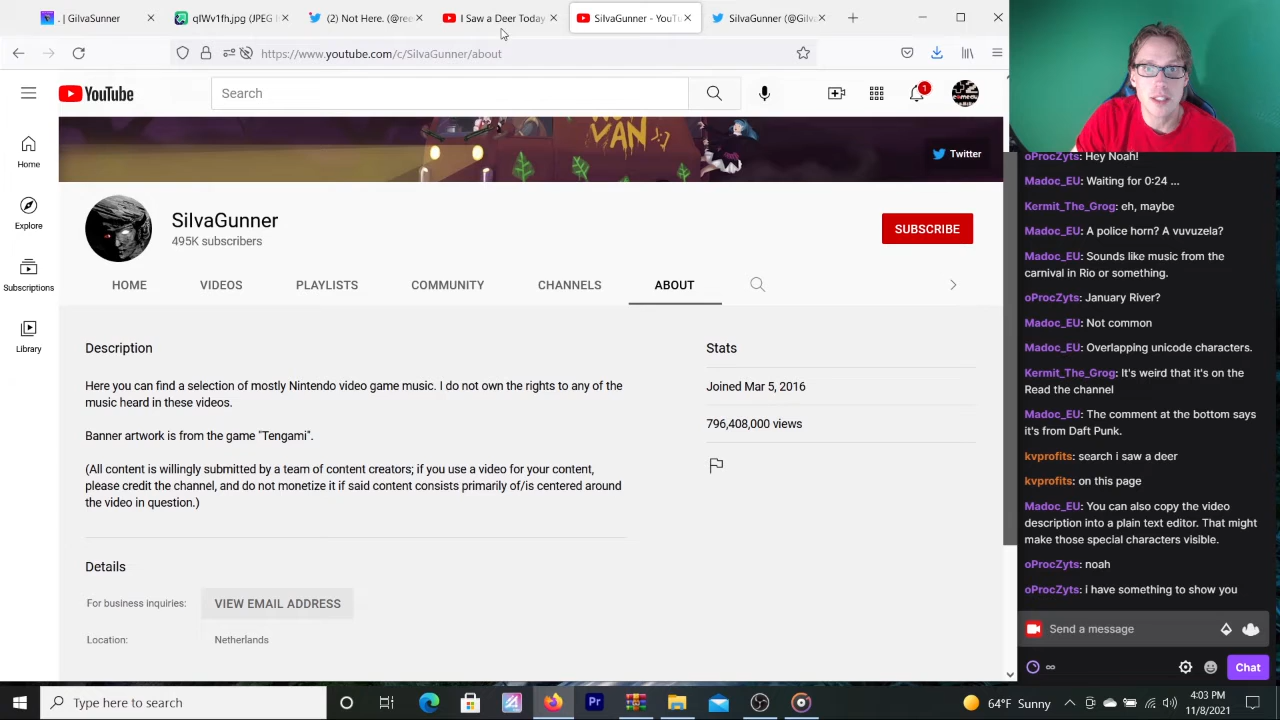 . | GilvaSunner
qIWv1fh.jpg (JPEG I
(2) Not Here. (@ree
I Saw a Deer Today
SilvaGunner - YouTu
SilvaGunner (@Gilva
https://www.youtube.com/c/SilvaGunner/about
YouTube
Search
1
Home
Explore
Subscriptions
Library
VAN
Twitter
SilvaGunner
495K subscribers
SUBSCRIBE
HOME VIDEOS PLAYLISTS COMMUNITY CHANNELS ABOUT
Description
Here you can find a selection of mostly Nintendo video game music. I do not own the rights to any of the
music heard in these videos.
Banner artwork is from the game "Tengami".
(All content is willingly submitted by a team of content creators; if you use a video for your content,
please credit the channel, and do not monetize it if said content consists primarily of/is centered around
the video in question.)
Details
For business inquiries: VIEW EMAIL ADDRESS
Location: Netherlands
Stats
Joined Mar 5, 2016
796,408,000 views
oProcZyts: Hey Noah!
Madoc_EU: Waiting for 0:24 ...
Kermit_The_Grog: eh, maybe
Madoc_EU: A police horn? A vuvuzela?
Madoc_EU: Sounds like music from the
carnival in Rio or something.
oProcZyts: January River?
Madoc_EU: Not common
Madoc_EU: Overlapping unicode characters.
Kermit_The_Grog: It's weird that it's on the
Read the channel
Madoc_EU: The comment at the bottom says
it's from Daft Punk.
kvprofits: search i saw a deer
kvprofits: on this page
Madoc_EU: You can also copy the video
description into a plain text editor. That might
make those special characters visible.
oProcZyts: noah
oProcZyts: i have something to show you
Send a message
∞
Chat
Type here to search
Pr
64°F Sunny
4:03 PM
11/8/2021